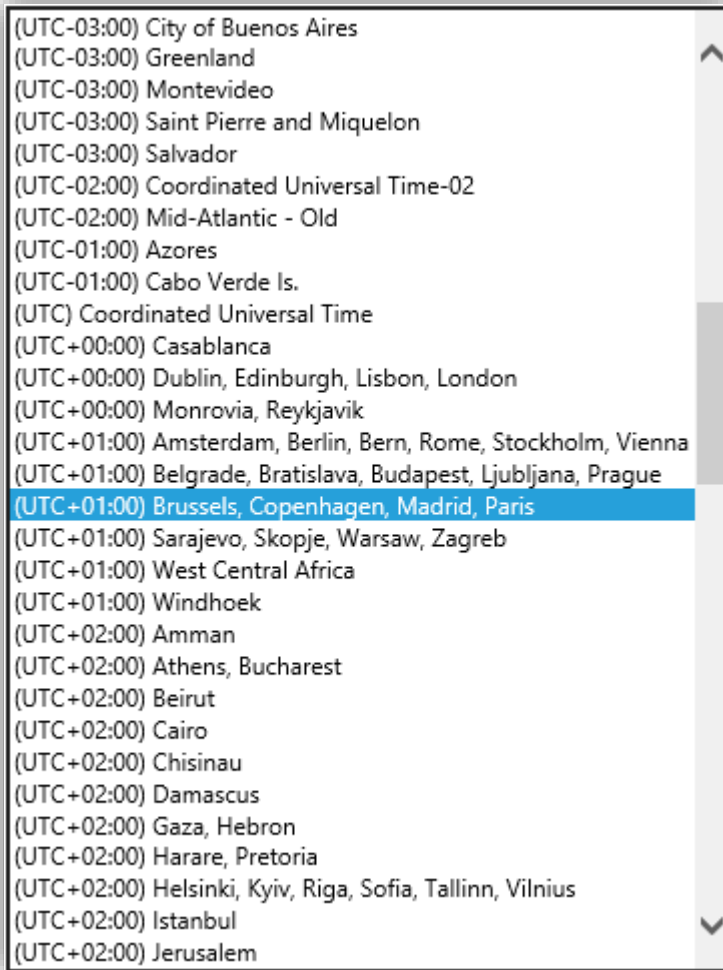 (UTC-03:00) City of Buenos Aires
(UTC-03:00) Greenland
(UTC-03:00) Montevideo
(UTC-03:00) Saint Pierre and Miquelon
(UTC-03:00) Salvador
(UTC-02:00) Coordinated Universal Time-02
(UTC-02:00) Mid-Atlantic - Old
(UTC-01:00) Azores
(UTC-01:00) Cabo Verde Is.
(UTC) Coordinated Universal Time
(UTC+00:00) Casablanca
(UTC+00:00) Dublin, Edinburgh, Lisbon, London
(UTC+00:00) Monrovia, Reykjavik
(UTC+01:00) Amsterdam, Berlin, Bern, Rome, Stockholm, Vienna
(UTC+01:00) Belgrade, Bratislava, Budapest, Ljubljana, Prague
(UTC+01:00) Brussels, Copenhagen, Madrid, Paris
(UTC+01:00) Sarajevo, Skopje, Warsaw, Zagreb
(UTC+01:00) West Central Africa
(UTC+01:00) Windhoek
(UTC+02:00) Amman
(UTC+02:00) Athens, Bucharest
(UTC+02:00) Beirut
(UTC+02:00) Cairo
(UTC+02:00) Chisinau
(UTC+02:00) Damascus
(UTC+02:00) Gaza, Hebron
(UTC+02:00) Harare, Pretoria
(UTC+02:00) Helsinki, Kyiv, Riga, Sofia, Tallinn, Vilnius
(UTC+02:00) Istanbul
(UTC+02:00) Jerusalem